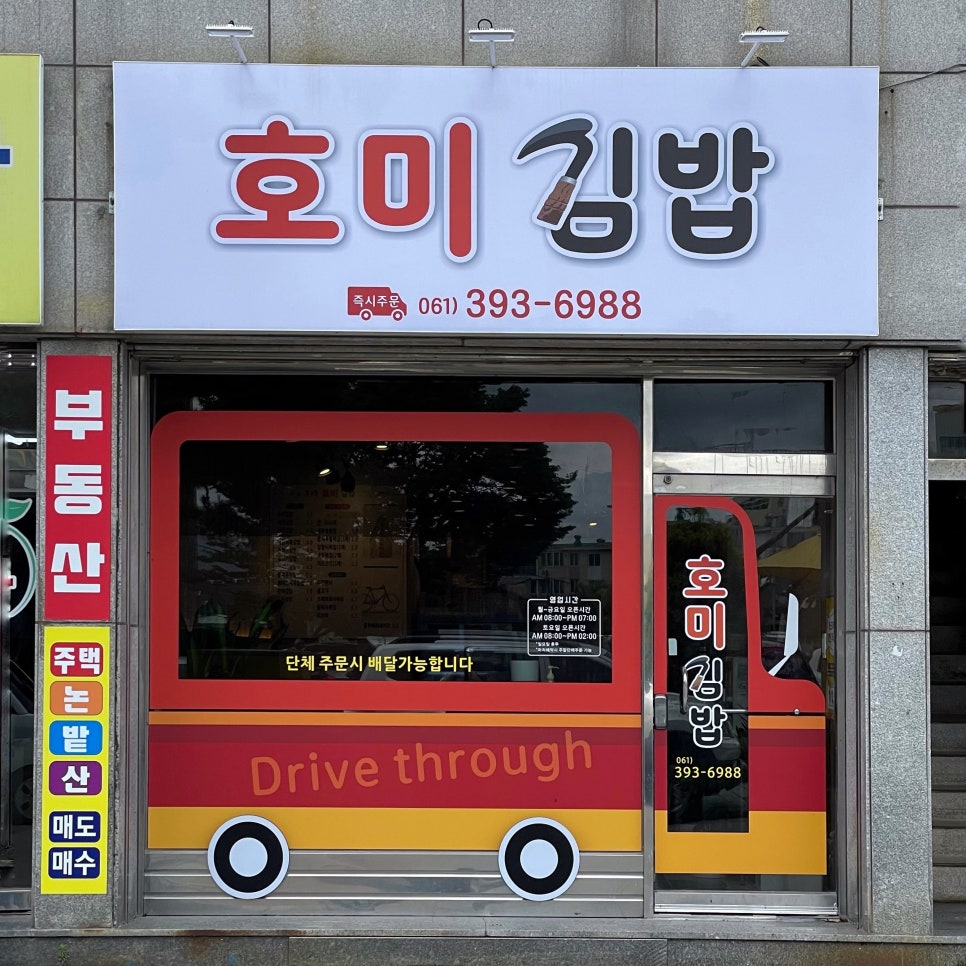 호미김밥
즉시주문 061) 393-6988
부동산
주택
논
밭
산
매도
매수
영업시간
월~금요일 오픈시간
AM 08:00~PM 07:00
토요일 오픈시간
AM 08:00~PM 02:00
단체 주문시 배달가능합니다
Drive through
호미김밥
061)
393-6988